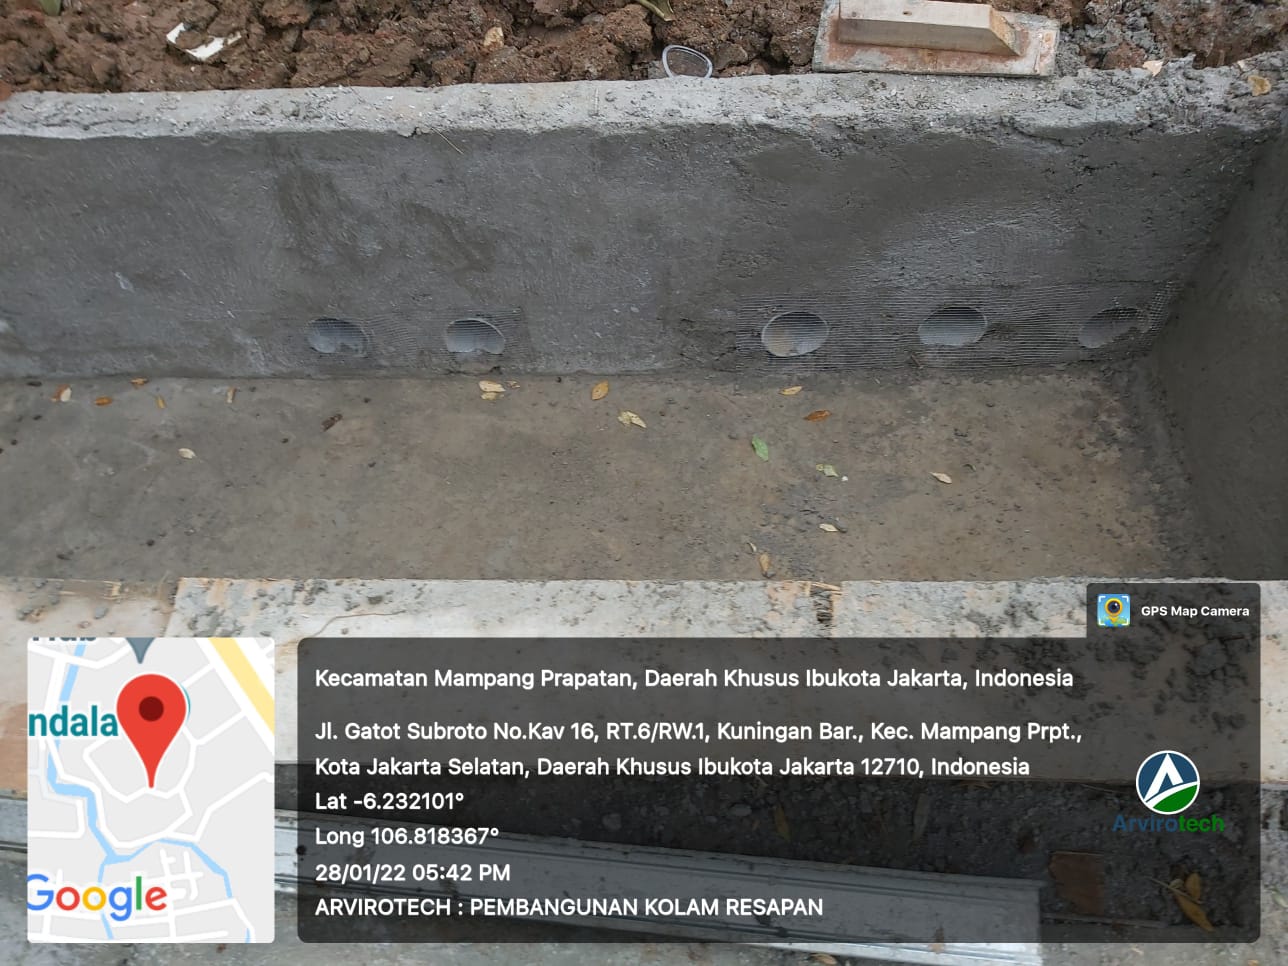 GPS Map Camera
Kecamatan Mampang Prapatan, Daerah Khusus Ibukota Jakarta, Indonesia
Jl. Gatot Subroto No.Kav 16, RT.6/RW.1, Kuningan Bar., Kec. Mampang Prpt.,
Kota Jakarta Selatan, Daerah Khusus Ibukota Jakarta 12710, Indonesia
Lat -6.232101°
Long 106.818367°
28/01/22 05:42 PM
ARVIROTECH : PEMBANGUNAN KOLAM RESAPAN
Arvirotech
ndala
Google